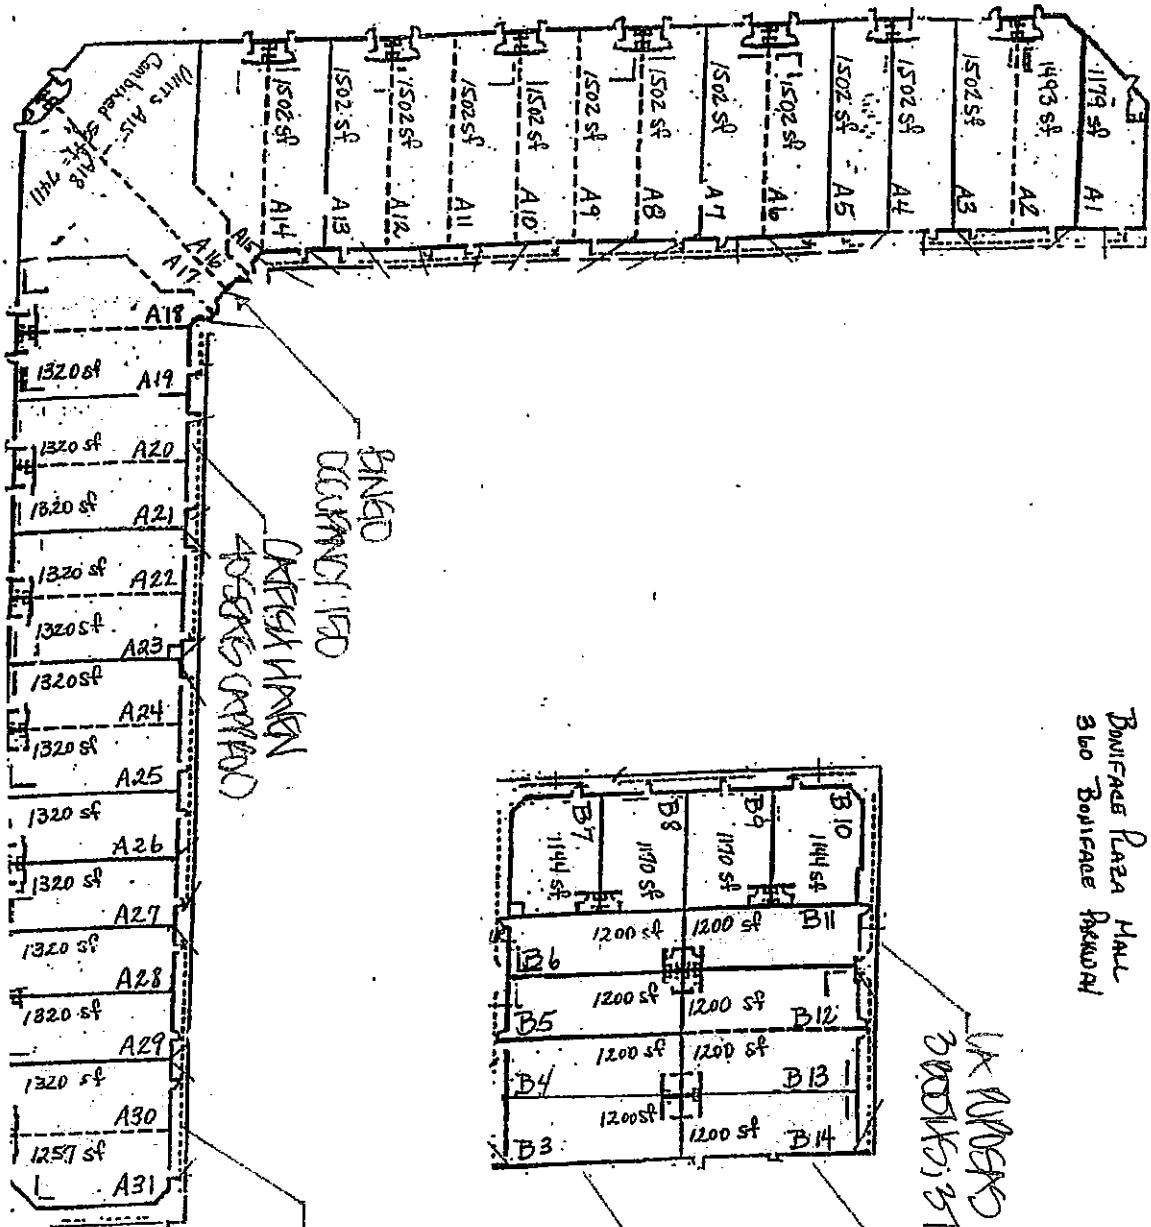 1179 sf
A1
1493 sf
A2
1502 sf
A3
1502 sf
A4
1502 sf
A5
1502 sf
A6
1502 sf
A7
1502 sf
A8
1502 sf
A9
1502 sf
A10
1502 sf
A11
1502 sf
A12
1502 sf
A13
1502 sf
A14
Units A15
A18
Combined
= 7411
A15
A16
A17
A18
1320 sf
A19
1320 sf
A20
1320 sf
A21
1320 sf
A22
1320 sf
A23
1320 sf
A24
1320 sf
A25
1320 sf
A26
1320 sf
A27
1320 sf
A28
1320 sf
A29
1320 sf
A30
1257 sf
A31
BINGO
OCCUPANCY 150
CATFISH HAVEN
BONIFACE PLAZA MALL
360 BONIFACE PARKWAY
B7
1144 sf
B8
1170 sf
B9
1170 sf
B10
1144 sf
1200 sf
1200 sf
B11
B6
1200 sf
1200 sf
B5
B12
1200 sf
1200 sf
B4
B13
1200 sf
1200 sf
B3
B14